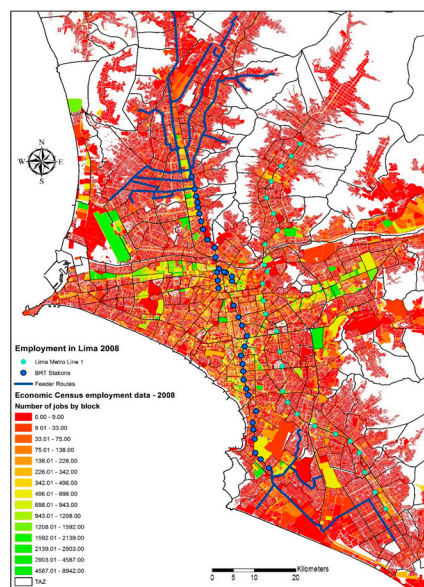 N
W E
S
Employment in Lima 2008
Lima Metro Line 1
BRT Stations
Feeder Routes
Economic Census employment data - 2008
Number of jobs by block
0.00 - 9.00
9.01 - 33.00
33.01 - 75.00
75.01 - 138.00
138.01 - 226.00
226.01 - 342.00
342.01 - 496.00
496.01 - 698.00
698.01 - 943.00
943.01 - 1208.00
1208.01 - 1592.00
1592.01 - 2139.00
2139.01 - 2903.00
2903.01 - 4587.00
4587.01 - 8942.00
TAZ
Kilometers
0 5 10 20